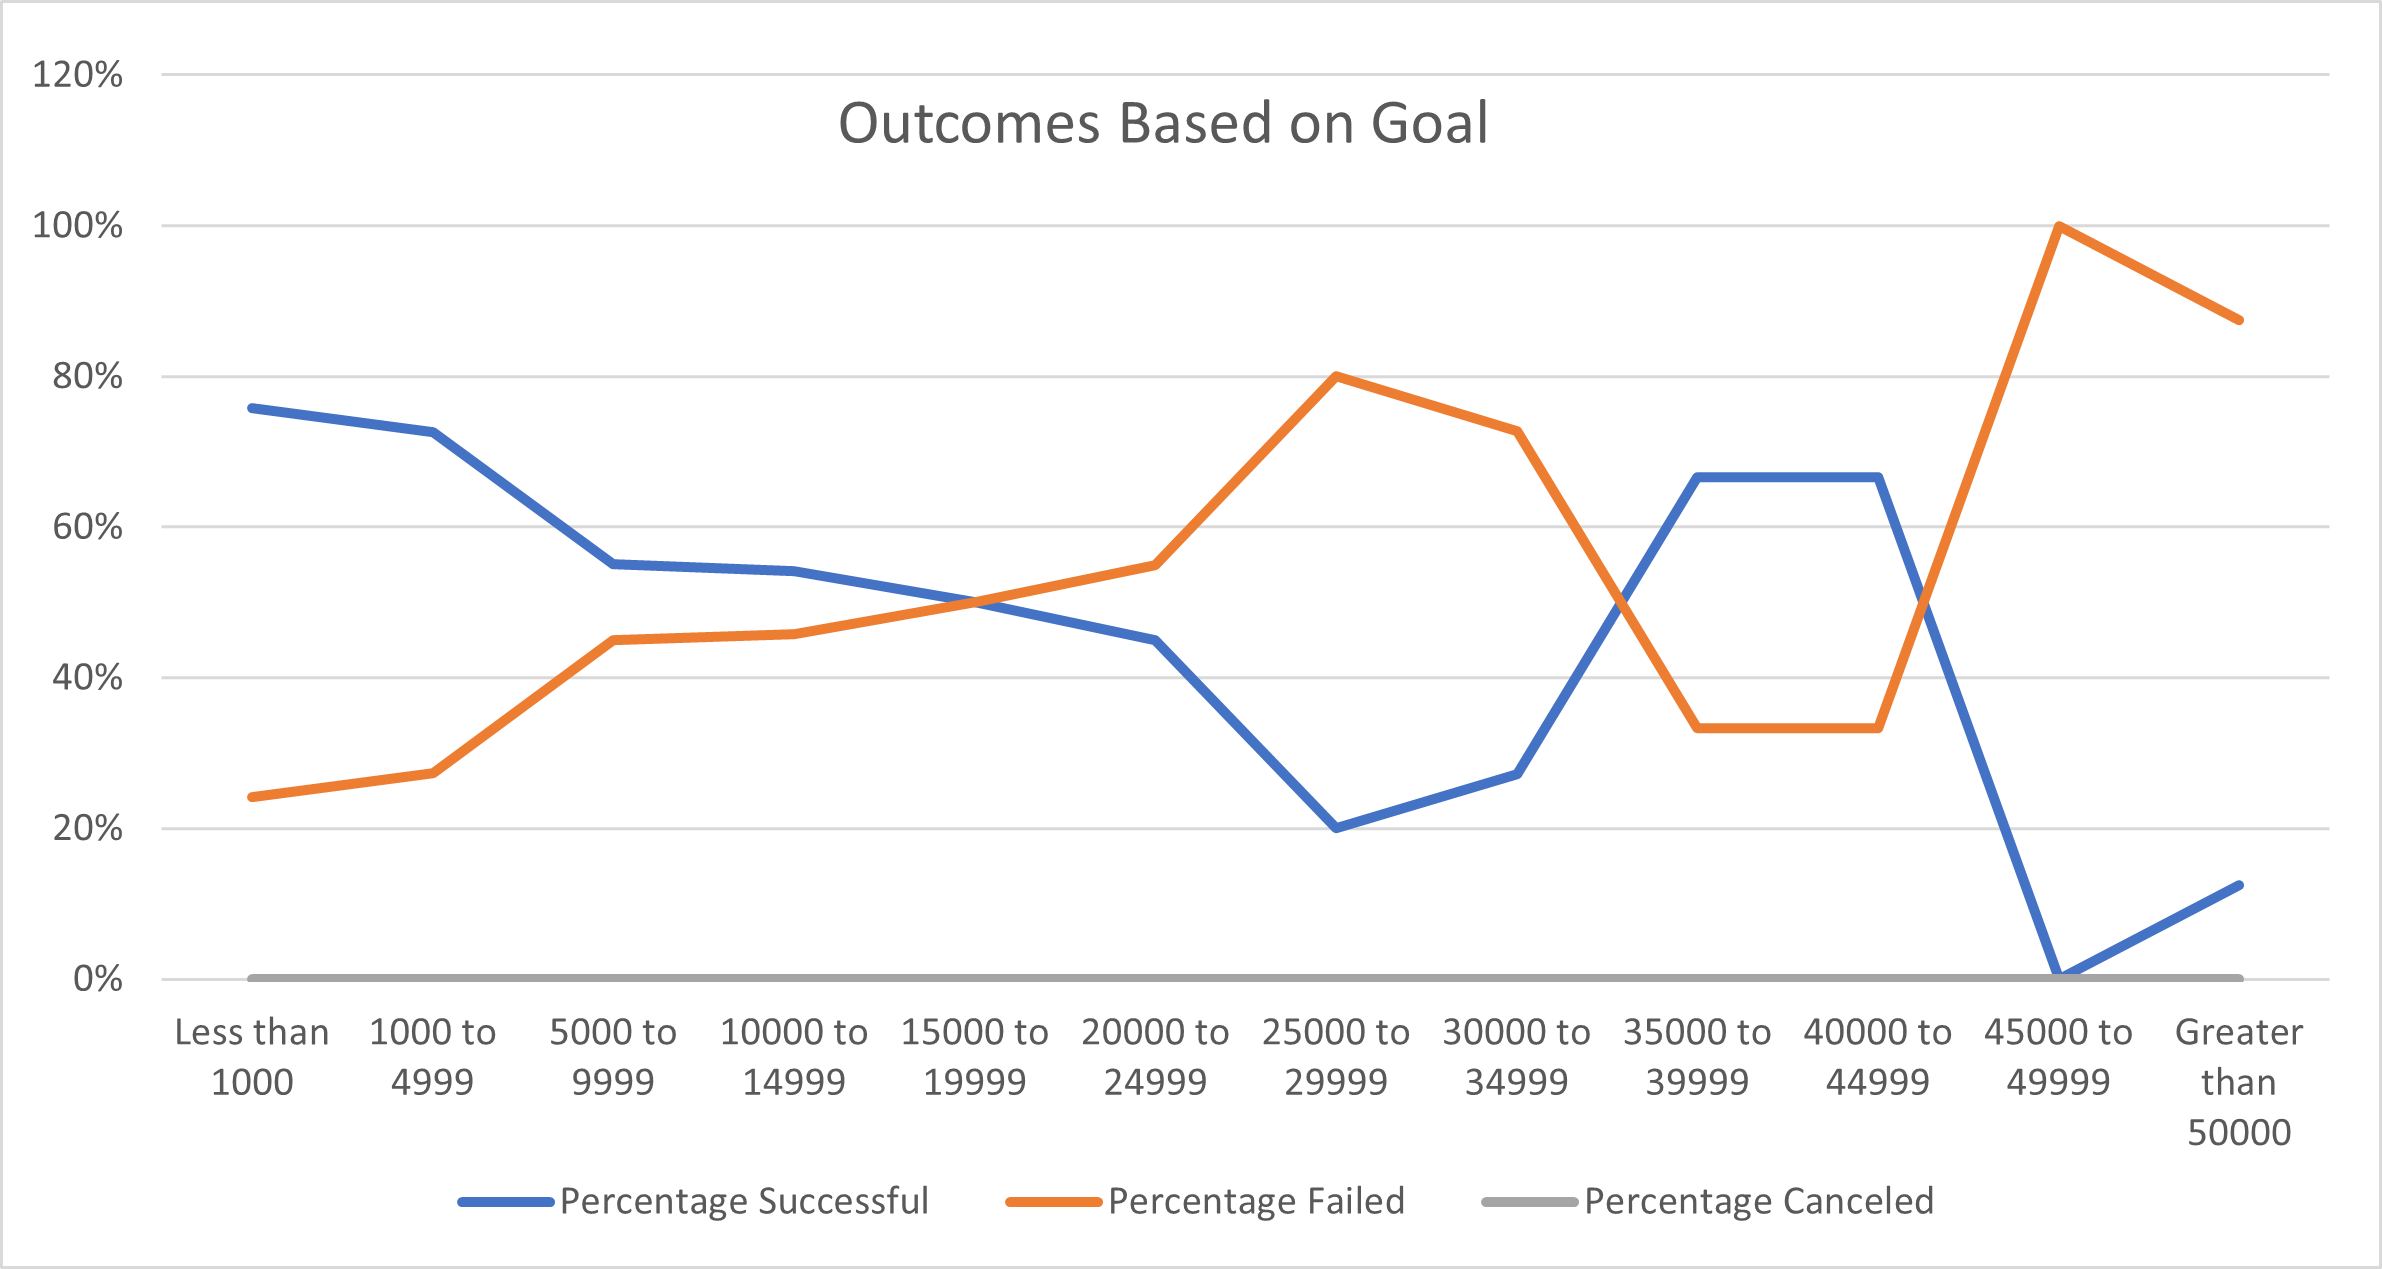 120%
Outcomes Based on Goal
100%
80%
60%
40%
20%
0%
Less than 1000 to 5000 to 10000 to 15000 to 20000 to 25000 to 30000 to 35000 to 40000 to 45000 to Greater
1000 4999 9999 14999 19999 24999 29999 34999 39999 44999 49999 than
50000
Percentage Successful Percentage Failed Percentage Canceled